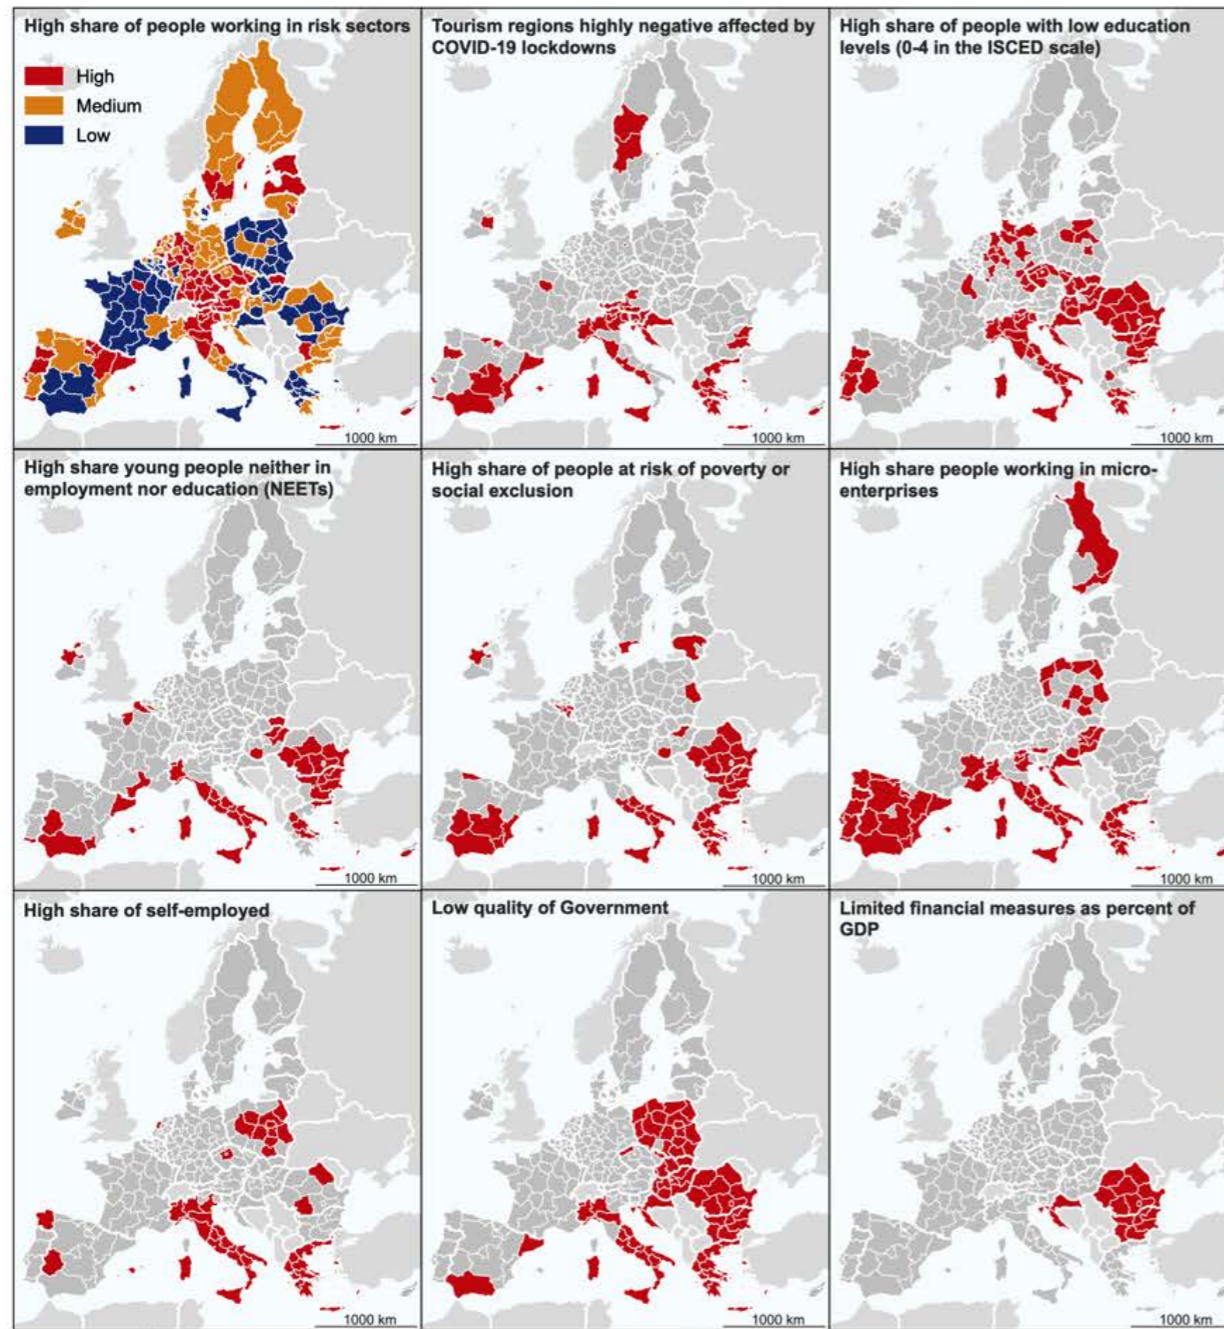 High share of people working in risk sectors
High
Medium
Low
1000 km
Tourism regions highly negative affected by
COVID-19 lockdowns
1000 km
High share of people with low education
levels (0-4 in the ISCED scale)
1000 km
High share young people neither in
employment nor education (NEETs)
1000 km
High share of people at risk of poverty or
social exclusion
1000 km
High share people working in micro-
enterprises
1000 km
High share of self-employed
1000 km
Low quality of Government
1000 km
Limited financial measures as percent of
GDP
1000 km